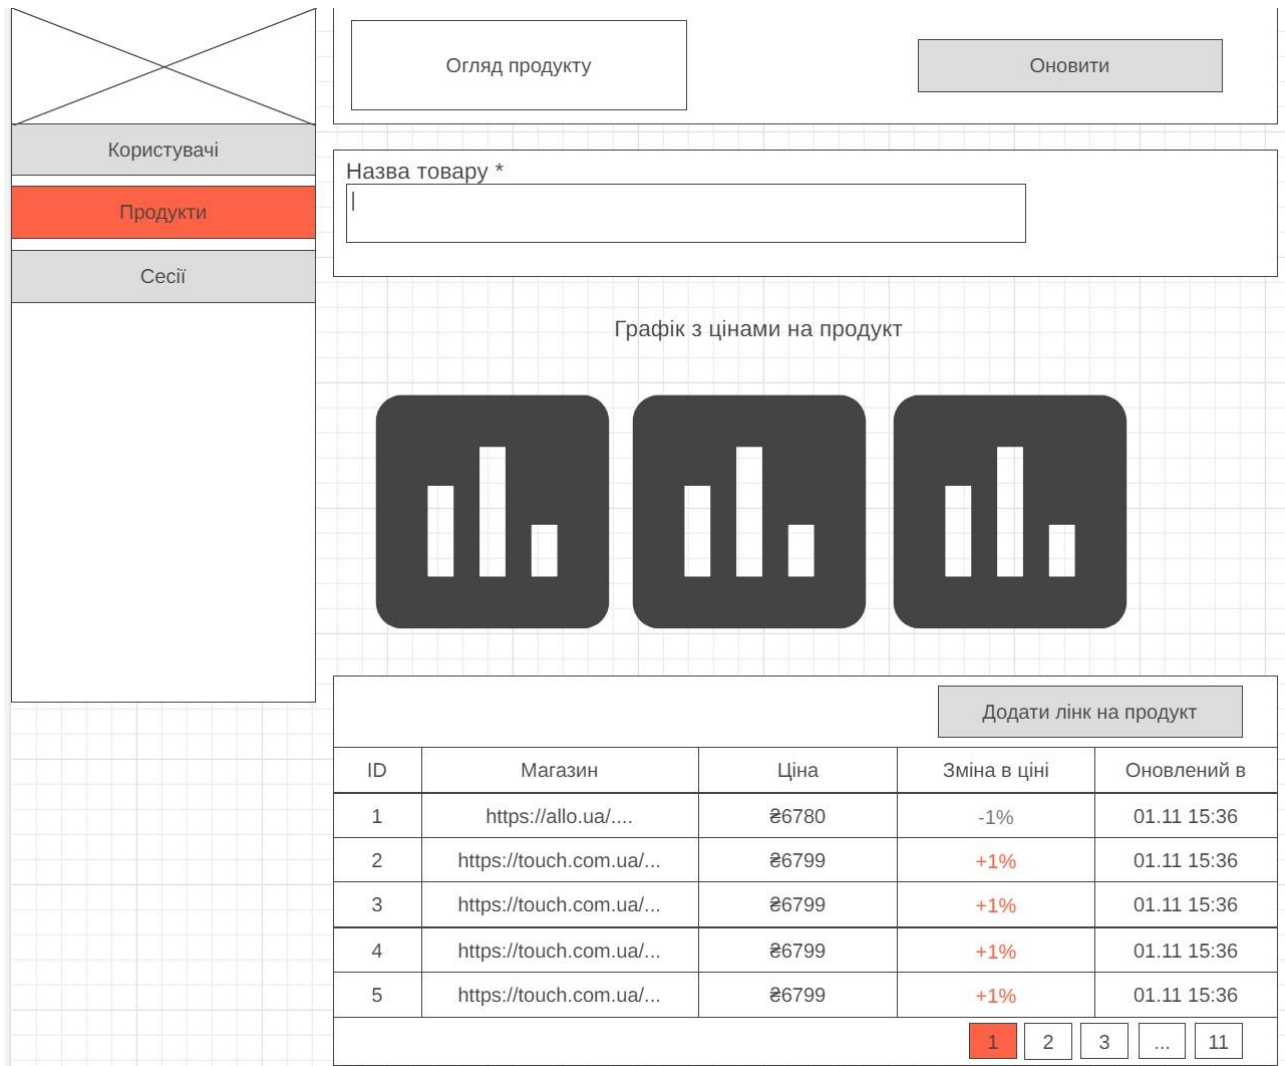 Огляд продукту
Оновити
Користувачі
Продукти
Сесії
Назва товару *
Графік з цінами на продукт
Додати лінк на продукт
ID Магазин Ціна Зміна в ціні Оновлений в
1 https://allo.ua/.... ₴6780 -1% 01.11 15:36
2 https://touch.com.ua/... ₴6799 +1% 01.11 15:36
3 https://touch.com.ua/... ₴6799 +1% 01.11 15:36
4 https://touch.com.ua/... ₴6799 +1% 01.11 15:36
5 https://touch.com.ua/... ₴6799 +1% 01.11 15:36
1 2 3 ... 11